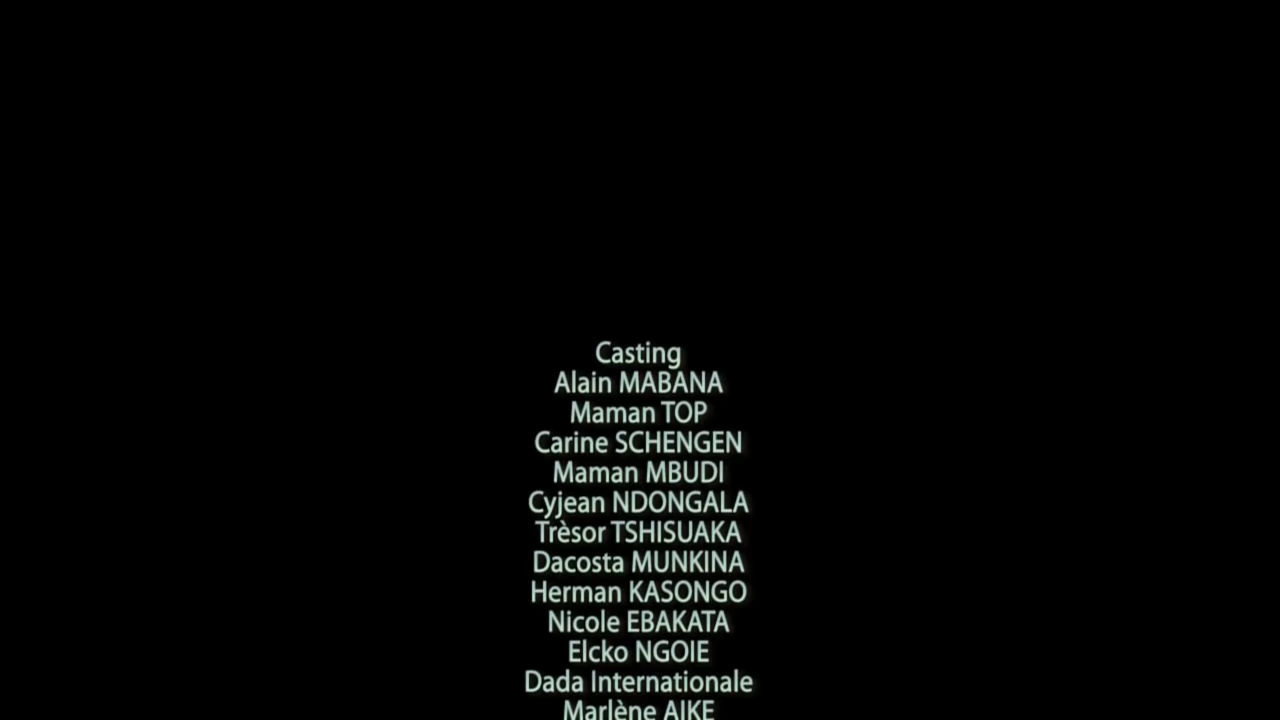 Casting
Alain MABANA
Maman TOP
Carine SCHENGEN
Maman MBUDI
Cyjean NDONGALA
Trèsor TSHISUAKA
Dacosta MUNKINA
Herman KASONGO
Nicole EBAKATA
Elcko NGOIE
Dada Internationale
Marlène AIKE